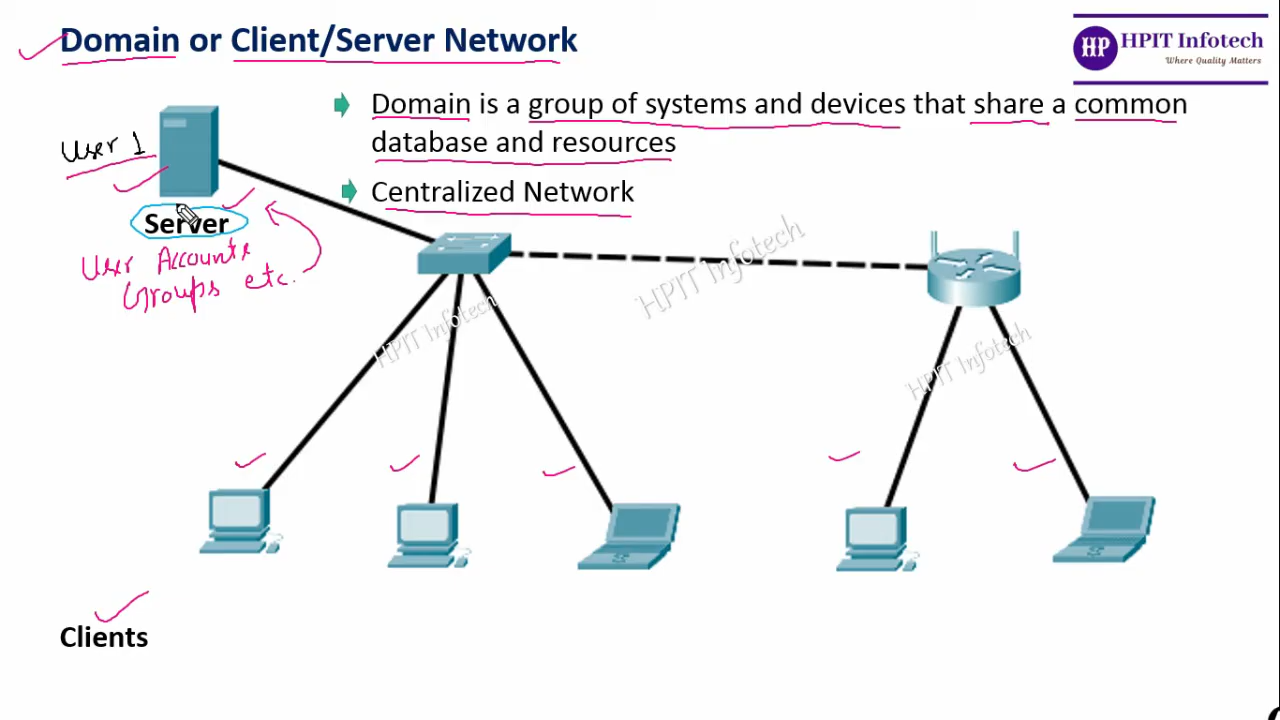 Domain or Client/Server Network
HP HPIT Infotech
Where Quality Matters
Domain is a group of systems and devices that share a common
database and resources
User 1
Centralized Network
Server
User Accounts
Groups etc.
HPIT Infotech
HPIT Infotech
HPIT Infotech
Clients